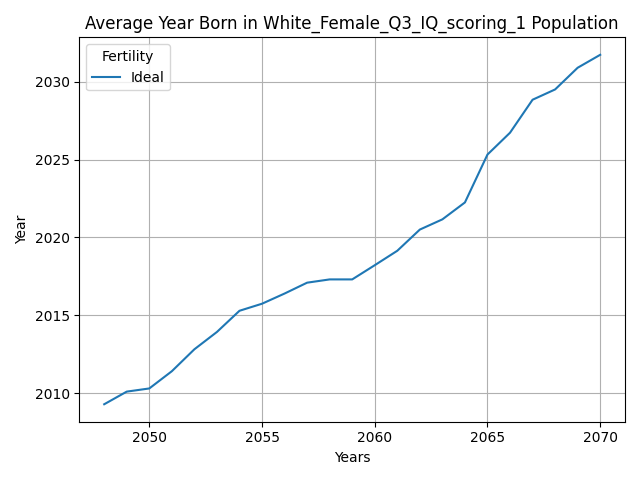 Average Year Born in White_Female_Q3_IQ_scoring_1 Population
Fertility
Ideal
2030
2025
2020
2015
2010
Year
2050 2055 2060 2065 2070
Years